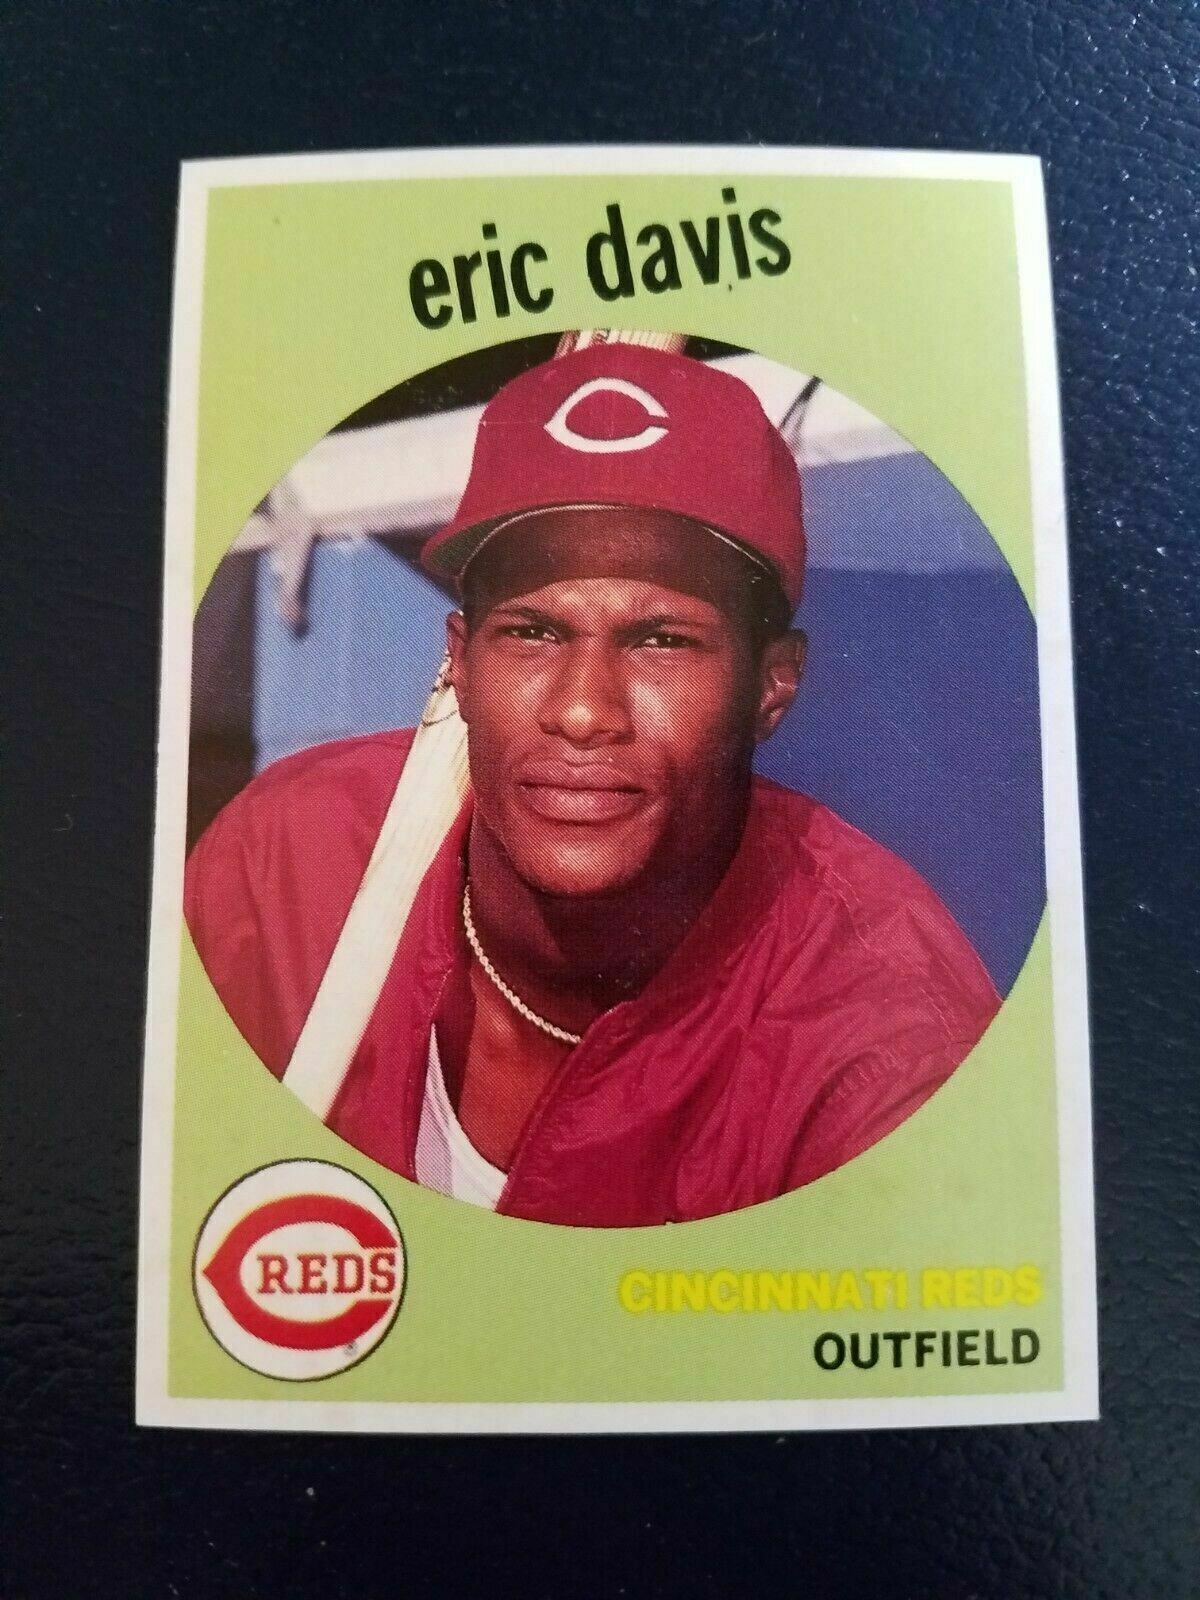 eric davis
C
REDS
®
CINCINNATI REDS
OUTFIELD